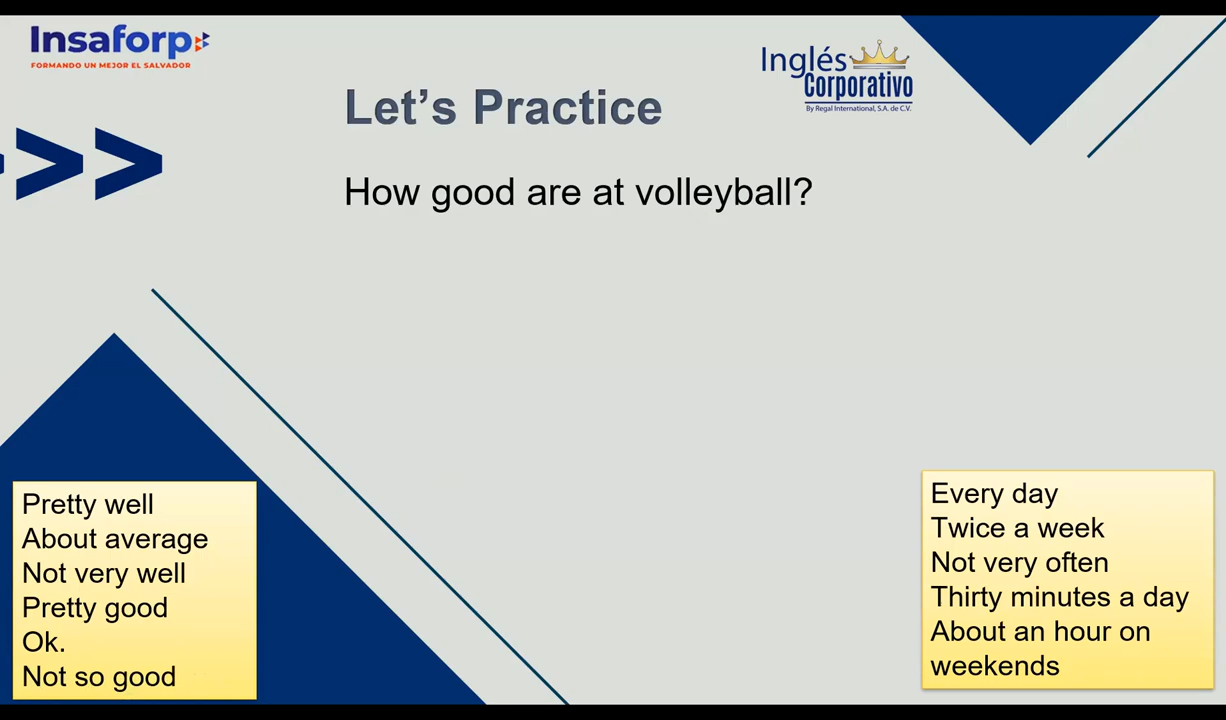 Insaforp
FORMANDO UN MEJOR EL SALVADOR
Inglés
Corporativo
By Regal International, S.A. de C.V.
Let's Practice
>>
How good are at volleyball?
Pretty well
About average
Not very well
Pretty good
Ok.
Not so good
Every day
Twice a week
Not very often
Thirty minutes a day
About an hour on
weekends